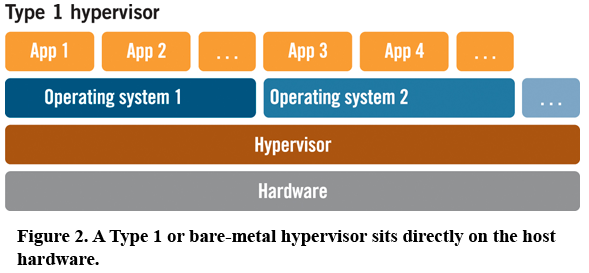 Type 1 hypervisor
App 1 App 2 ... App 3 App 4 ...
Operating system 1 Operating system 2 ...
Hypervisor
Hardware
Figure 2. A Type 1 or bare-metal hypervisor sits directly on the host
hardware.